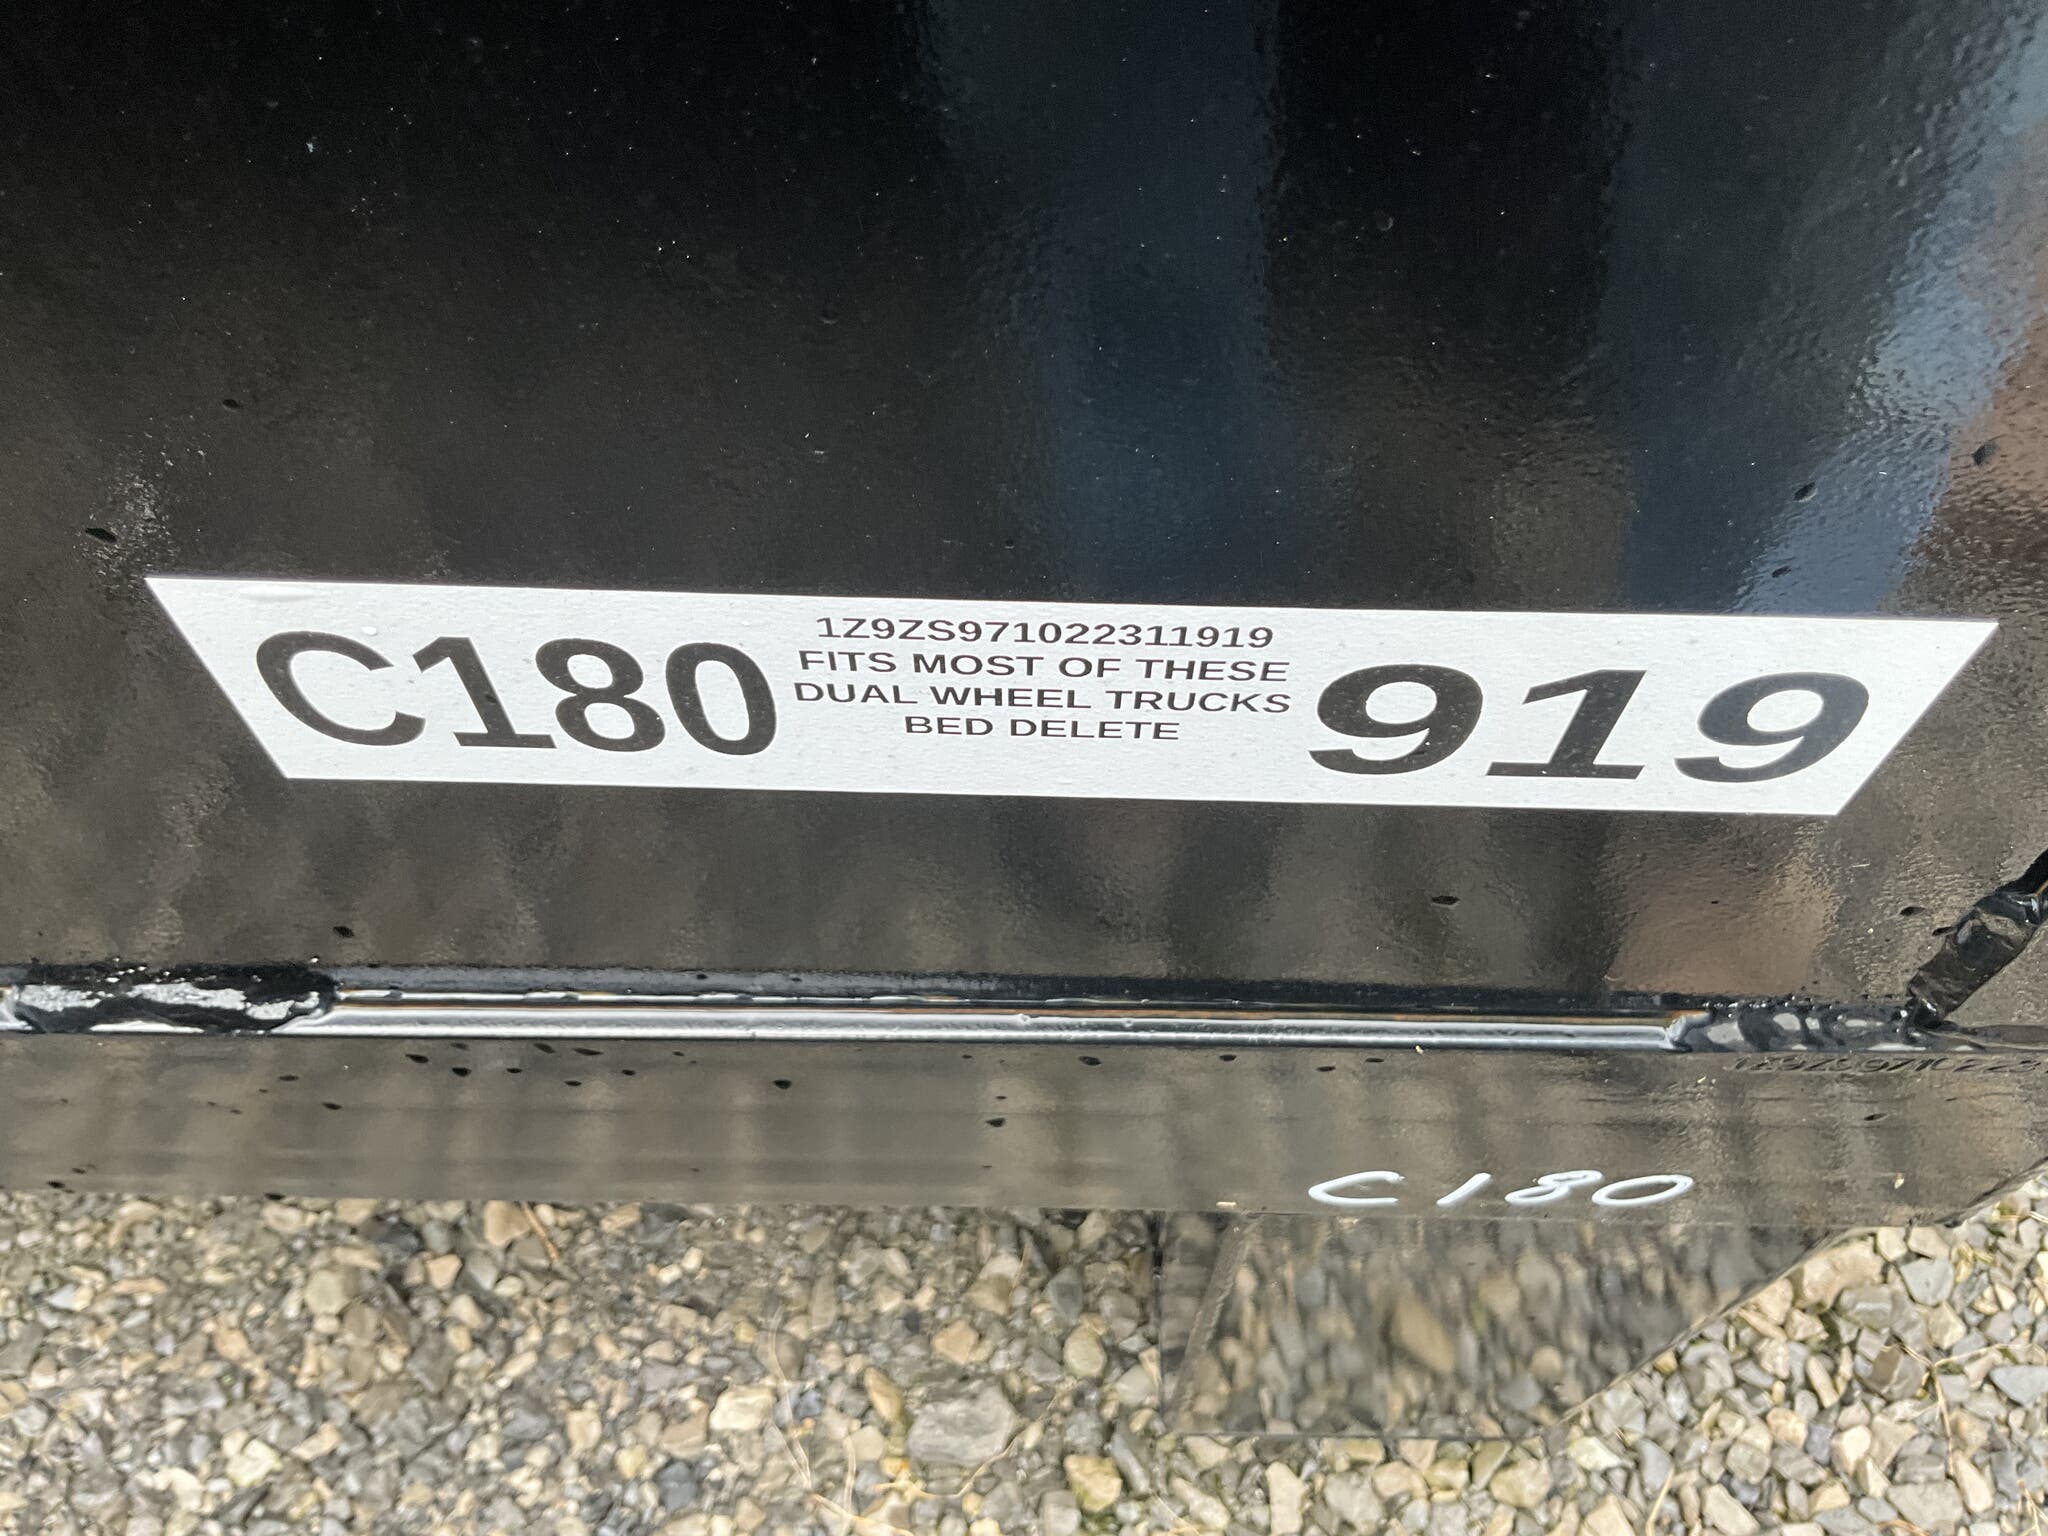 C180
1Z9ZS971022311919
FITS MOST OF THESE
DUAL WHEEL TRUCKS
BED DELETE
919
C180